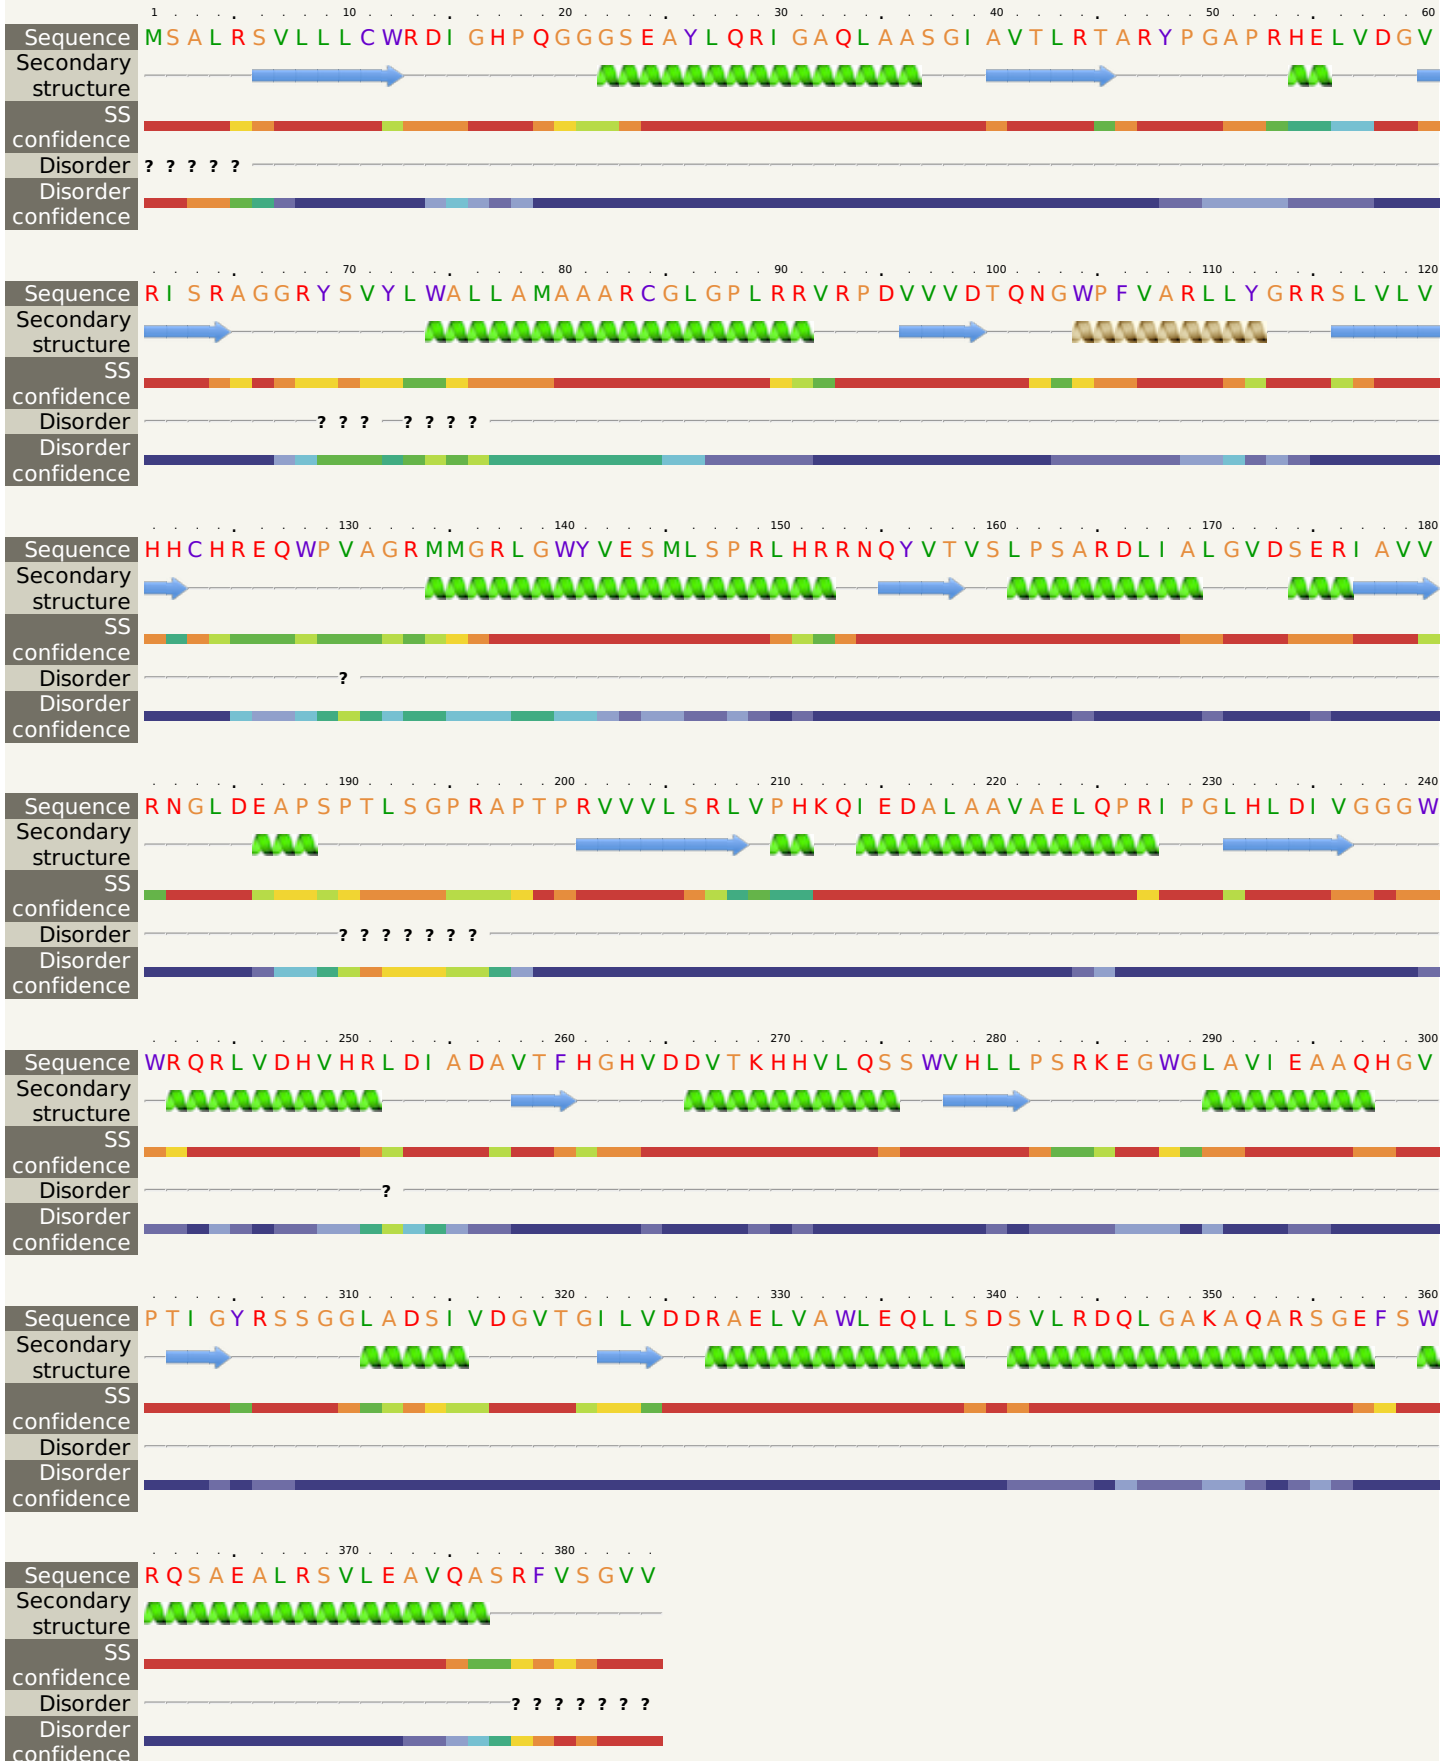 1 10 20 30 40 50 60
Sequence MSALRSVLLLCWRDIGHPQGGGSEAYLQRIGAQLAASGIAVTLRTARYPGAPRHELVDGV
Secondary
structure
SS
confidence
Disorder ? ? ? ? ?
Disorder
confidence
70 80 90 100 110 120
Sequence RISRAGGRYSVYLWALLAMAAARCGLGPLRRVRPDVVVDTQNGWPFVARLLYGRRSLVLV
Secondary
structure
SS
confidence
Disorder ? ? ? ? ? ? ?
Disorder
confidence
130 140 150 160 170 180
Sequence HHCHREQWPVAGRMMGRLGWYVESMLSPRLHRRNQYVTVSLPSARDLIALGVDSERIAVV
Secondary
structure
SS
confidence
Disorder ?
Disorder
confidence
190 200 210 220 230 240
Sequence RNGLDEAPSPTLSGPRAPTPRVVVLSRLVPHKQIEDALAAVAELQPRIPGLHLDIVGGGW
Secondary
structure
SS
confidence
Disorder ? ? ? ? ? ? ?
Disorder
confidence
250 260 270 280 290 300
Sequence WRQRLVDHVHRLDIADAVTFHGHVDDVTKHHVLQSSWVHLLPSRKEGWGLAVIEAAQHGV
Secondary
structure
SS
confidence
Disorder ?
Disorder
confidence
310 320 330 340 350 360
Sequence PTIGYRSSGGLADSIVDGVTGILVDDRAELVAWLEQLLSDSVLRDQLGAKAQARSGEFSW
Secondary
structure
SS
confidence
Disorder
Disorder
confidence
370 380
Sequence RQSAEALRSVLEAVQASRFVSGVV
Secondary
structure
SS
confidence
Disorder ? ? ? ? ? ? ?
Disorder
confidence